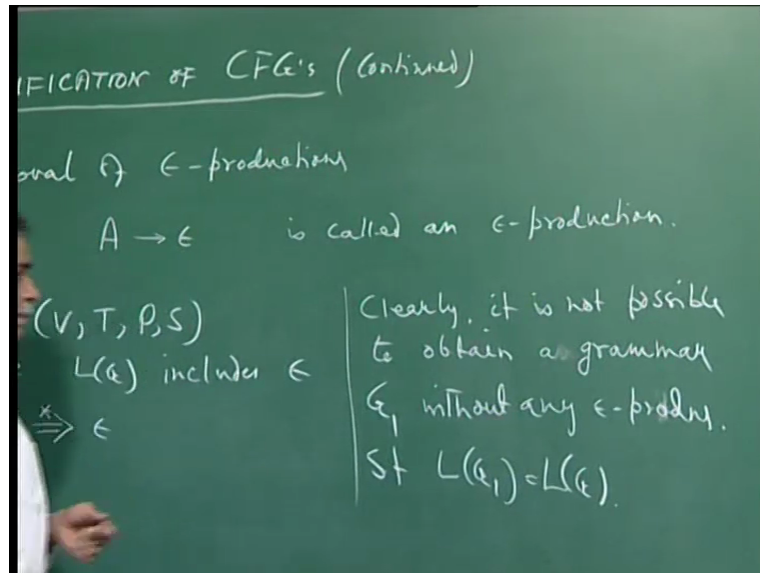 IFICATION OF CFG's (Continued)
oval of ϵ-productions
A → ϵ is called an ϵ-production.
(V, T, P, S)
L(G) includes ϵ
*⇒ ϵ
Clearly, it is not possible
to obtain a grammar
G₁ without any ϵ-produs.
St L(G₁) = L(G).